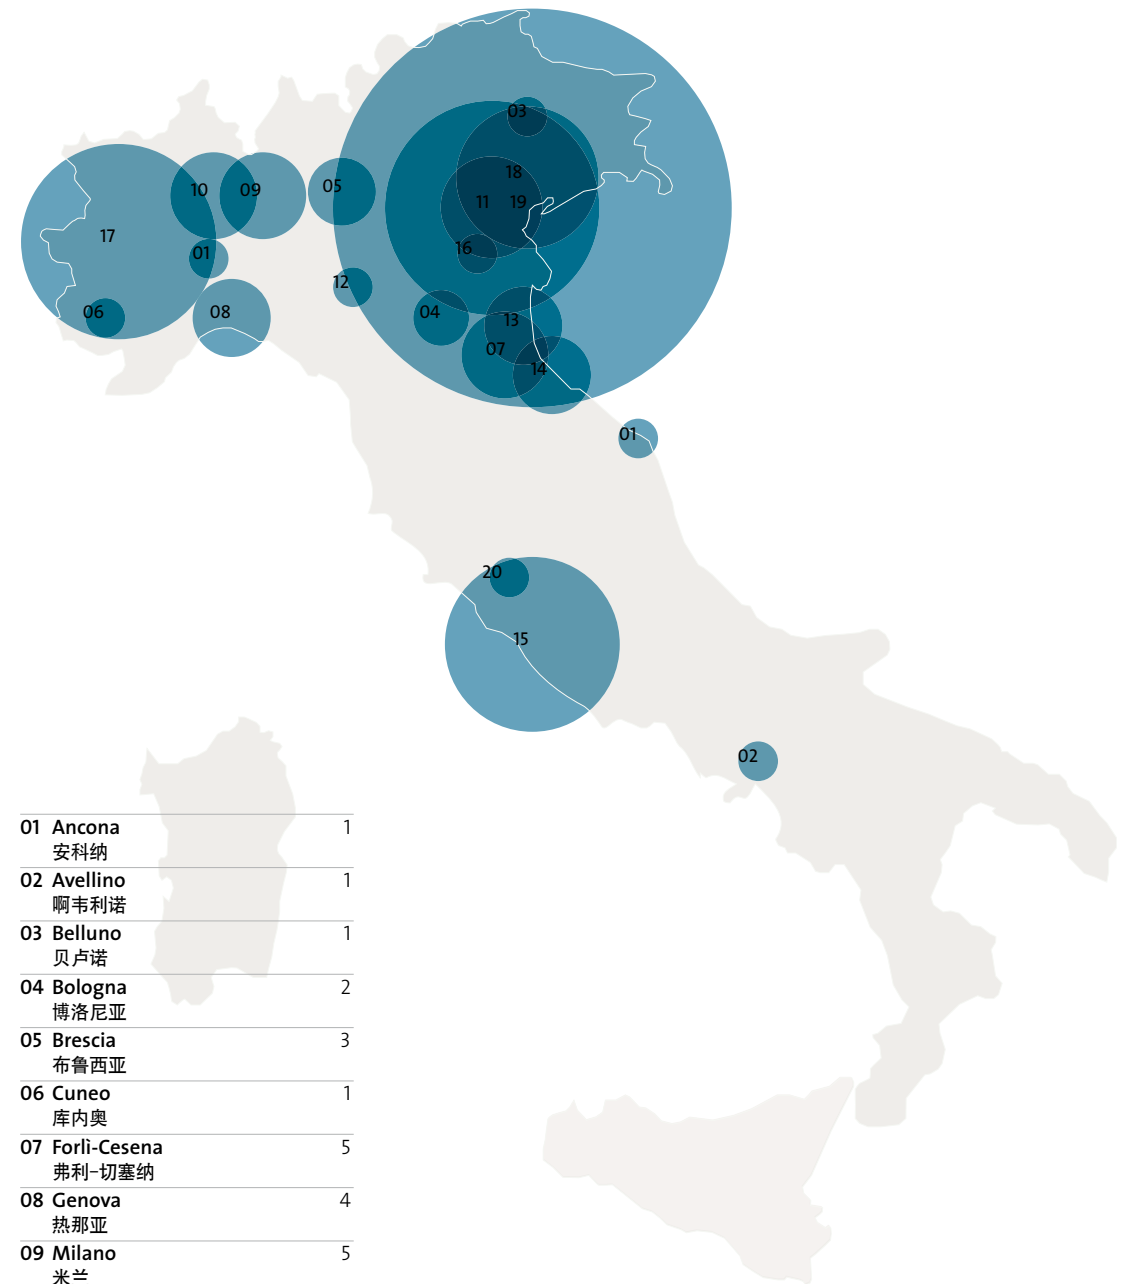 03
18
10
09
05
11
19
17
16
01
12
06
08
04
13
07
14
01
20
15
02
01 Ancona 1
安科纳
02 Avellino 1
啊韦利诺
03 Belluno 1
贝卢诺
04 Bologna 2
博洛尼亚
05 Brescia 3
布鲁西亚
06 Cuneo 1
库内奥
07 Forlì-Cesena 5
弗利-切塞纳
08 Genova 4
热那亚
09 Milano 5
米兰